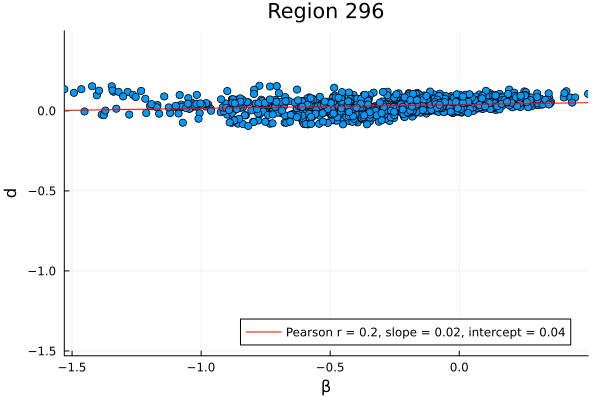 Region 296
d
0.0
−0.5
−1.0
−1.5
Pearson r = 0.2, slope = 0.02, intercept = 0.04
−1.5 −1.0 −0.5 0.0
β